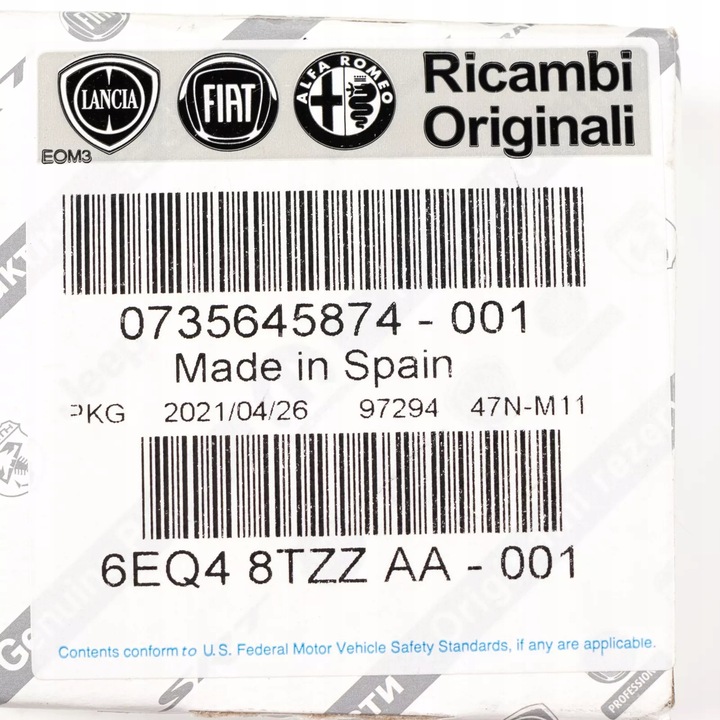 LANCIA
FIAT
ALFA ROMEO
Ricambi
Originali
EOM3
0735645874 - 001
Made in Spain
PKG 2021/04/26 97294 47N-M11
6EQ4 8TZZ AA - 001
Contents conform to U.S. Federal Motor Vehicle Safety Standards, if any are applicable.